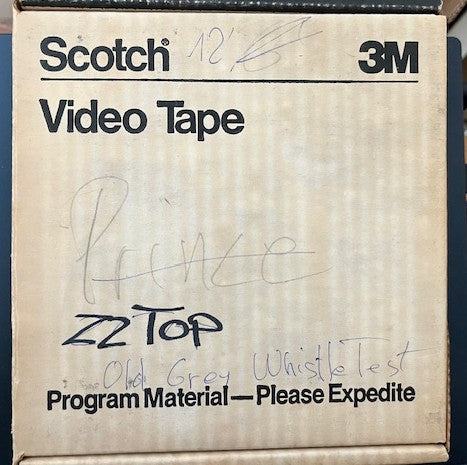 Scotch® 12' 3M
Video Tape
Prince
ZZ TOP
Old Grey Whistle Test
Program Material—Please Expedite